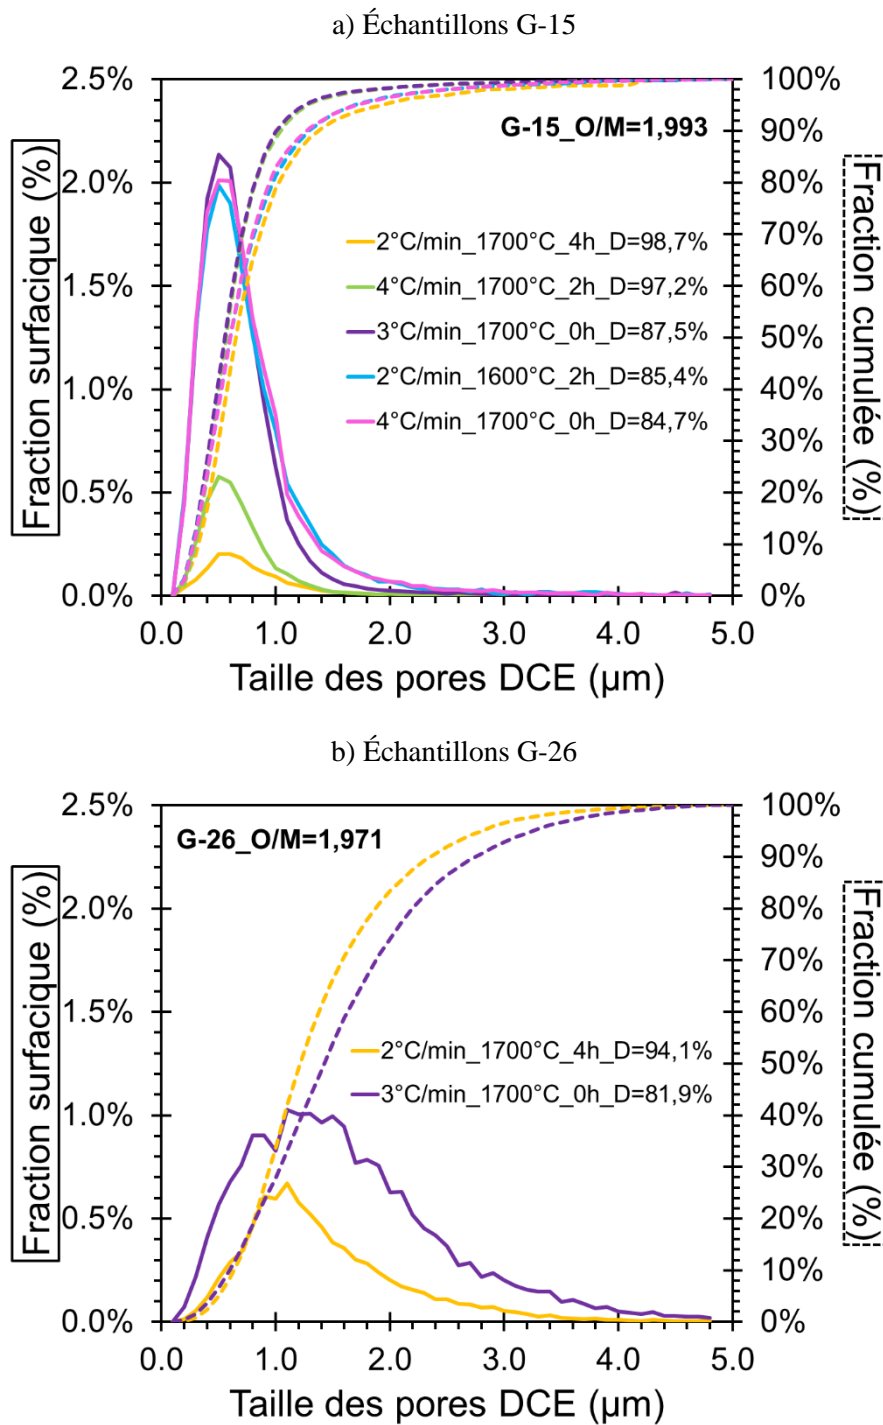 a) Échantillons G-15
Fraction surfacique (%)
2.5%
2.0%
1.5%
1.0%
0.5%
0.0%
G-15_O/M=1,993
2°C/min_1700°C_4h_D=98,7%
4°C/min_1700°C_2h_D=97,2%
3°C/min_1700°C_0h_D=87,5%
2°C/min_1600°C_2h_D=85,4%
4°C/min_1700°C_0h_D=84,7%
100%
90%
80%
70%
60%
50%
40%
30%
20%
10%
0%
Fraction cumulée (%)
0.0 1.0 2.0 3.0 4.0 5.0
Taille des pores DCE (µm)
b) Échantillons G-26
Fraction surfacique (%)
2.5%
2.0%
1.5%
1.0%
0.5%
0.0%
G-26_O/M=1,971
2°C/min_1700°C_4h_D=94,1%
3°C/min_1700°C_0h_D=81,9%
100%
90%
80%
70%
60%
50%
40%
30%
20%
10%
0%
Fraction cumulée (%)
0.0 1.0 2.0 3.0 4.0 5.0
Taille des pores DCE (µm)